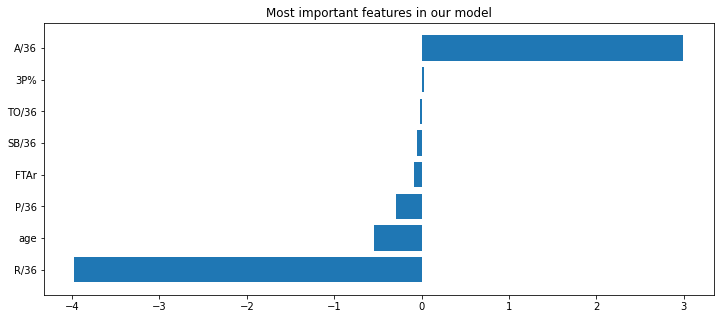 Most important features in our model
A/36
3P%
TO/36
SB/36
FTAr
P/36
age
R/36
−4
−3
−2
−1
0
1
2
3